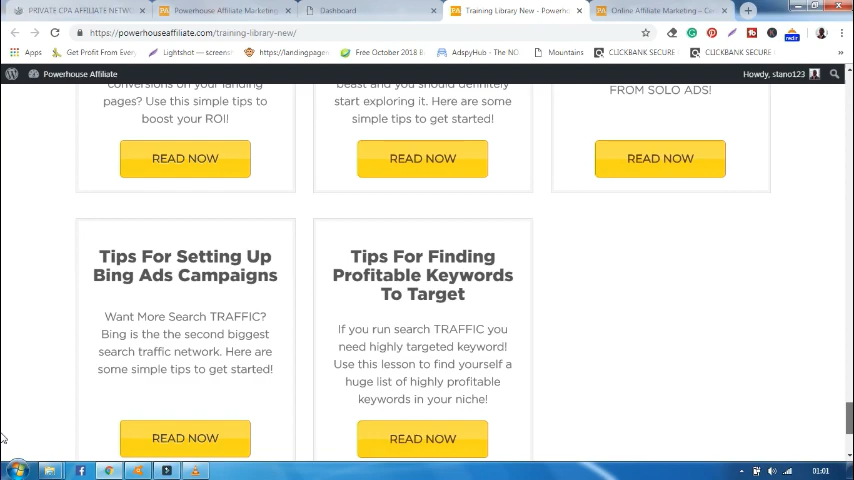 PRIVATE CPA AFFILIATE NETW
Powerhouse Affiliate Marketing
Dashboard
Training Library New - Powerho
Online Affiliate Marketing – Ce
https://powerhouseaffiliate.com/training-library-new/
Apps
Get Profit From Ever
Lightshot — screens
https://landingpage
Free October 2018 B
AdspyHub - The NO.
Mountains
CLICKBANK SECURE
CLICKBANK SECURE
Powerhouse Affiliate
Howdy, stano123
conversions on your landing
pages? Use this simple tips to
boost your ROI!
READ NOW
beast and you should definitely
start exploring it. Here are some
simple tips to get started!
READ NOW
FROM SOLO ADS!
READ NOW
Tips For Setting Up
Bing Ads Campaigns
Want More Search TRAFFIC?
Bing is the the second biggest
search traffic network. Here are
some simple tips to get started!
READ NOW
Tips For Finding
Profitable Keywords
To Target
If you run search TRAFFIC you
need highly targeted keyword!
Use this lesson to find yourself a
huge list of highly profitable
keywords in your niche!
READ NOW
01:01